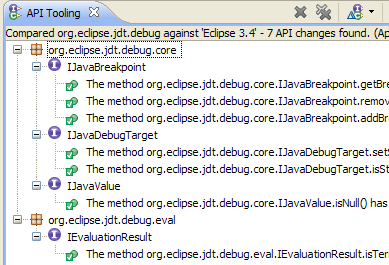 API Tooling
Compared org.eclipse.jdt.debug against 'Eclipse 3.4' - 7 API changes found. (Ap
org.eclipse.jdt.debug.core
IJavaBreakpoint
The method org.eclipse.jdt.debug.core.IJavaBreakpoint.getBre
The method org.eclipse.jdt.debug.core.IJavaBreakpoint.remov
The method org.eclipse.jdt.debug.core.IJavaBreakpoint.addBr
IJavaDebugTarget
The method org.eclipse.jdt.debug.core.IJavaDebugTarget.setS
The method org.eclipse.jdt.debug.core.IJavaDebugTarget.isSt
IJavaValue
The method org.eclipse.jdt.debug.core.IJavaValue.isNull() has
org.eclipse.jdt.debug.eval
IEvaluationResult
The method org.eclipse.jdt.debug.eval.IEvaluationResult.isTer